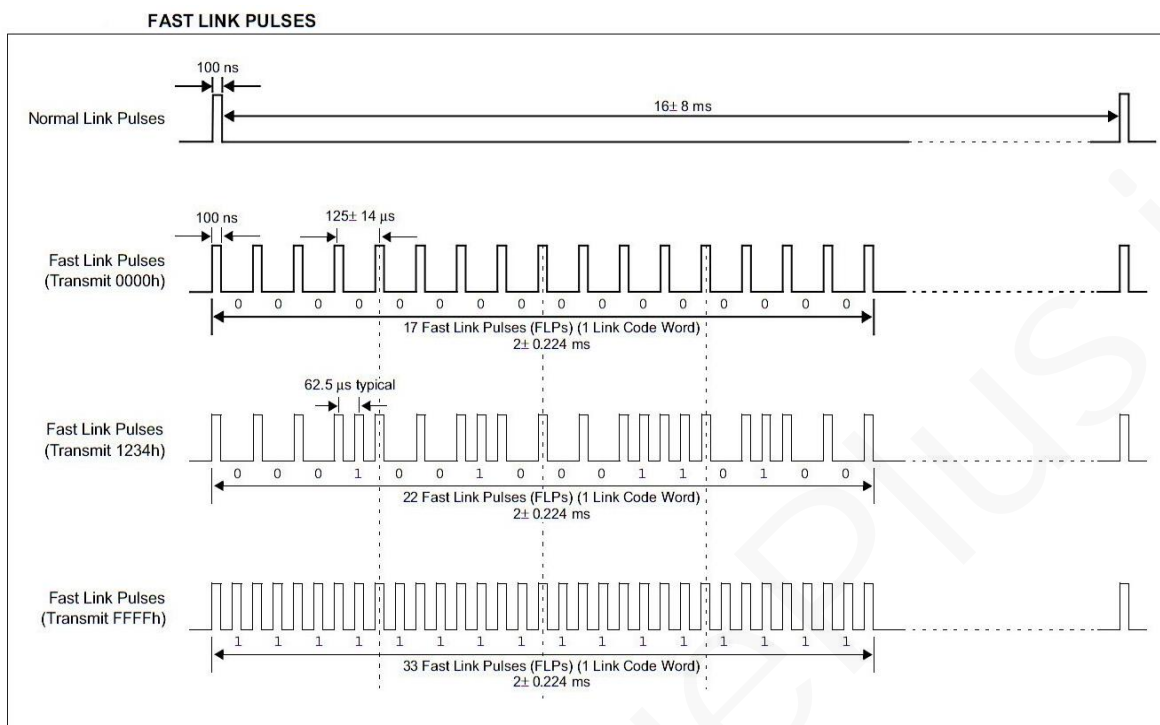 FAST LINK PULSES
100 ns
16± 8 ms
Normal Link Pulses
100 ns
125± 14 µs
Fast Link Pulses
(Transmit 0000h)
0 0 0 0 0 0 0 0 0 0 0 0 0 0 0 0
17 Fast Link Pulses (FLPs) (1 Link Code Word)
2± 0.224 ms
62.5 µs typical
Fast Link Pulses
(Transmit 1234h)
0 0 0 1 0 0 1 0 0 0 1 1 0 1 0 0
22 Fast Link Pulses (FLPs) (1 Link Code Word)
2± 0.224 ms
Fast Link Pulses
(Transmit FFFFh)
1 1 1 1 1 1 1 1 1 1 1 1 1 1 1 1
33 Fast Link Pulses (FLPs) (1 Link Code Word)
2± 0.224 ms